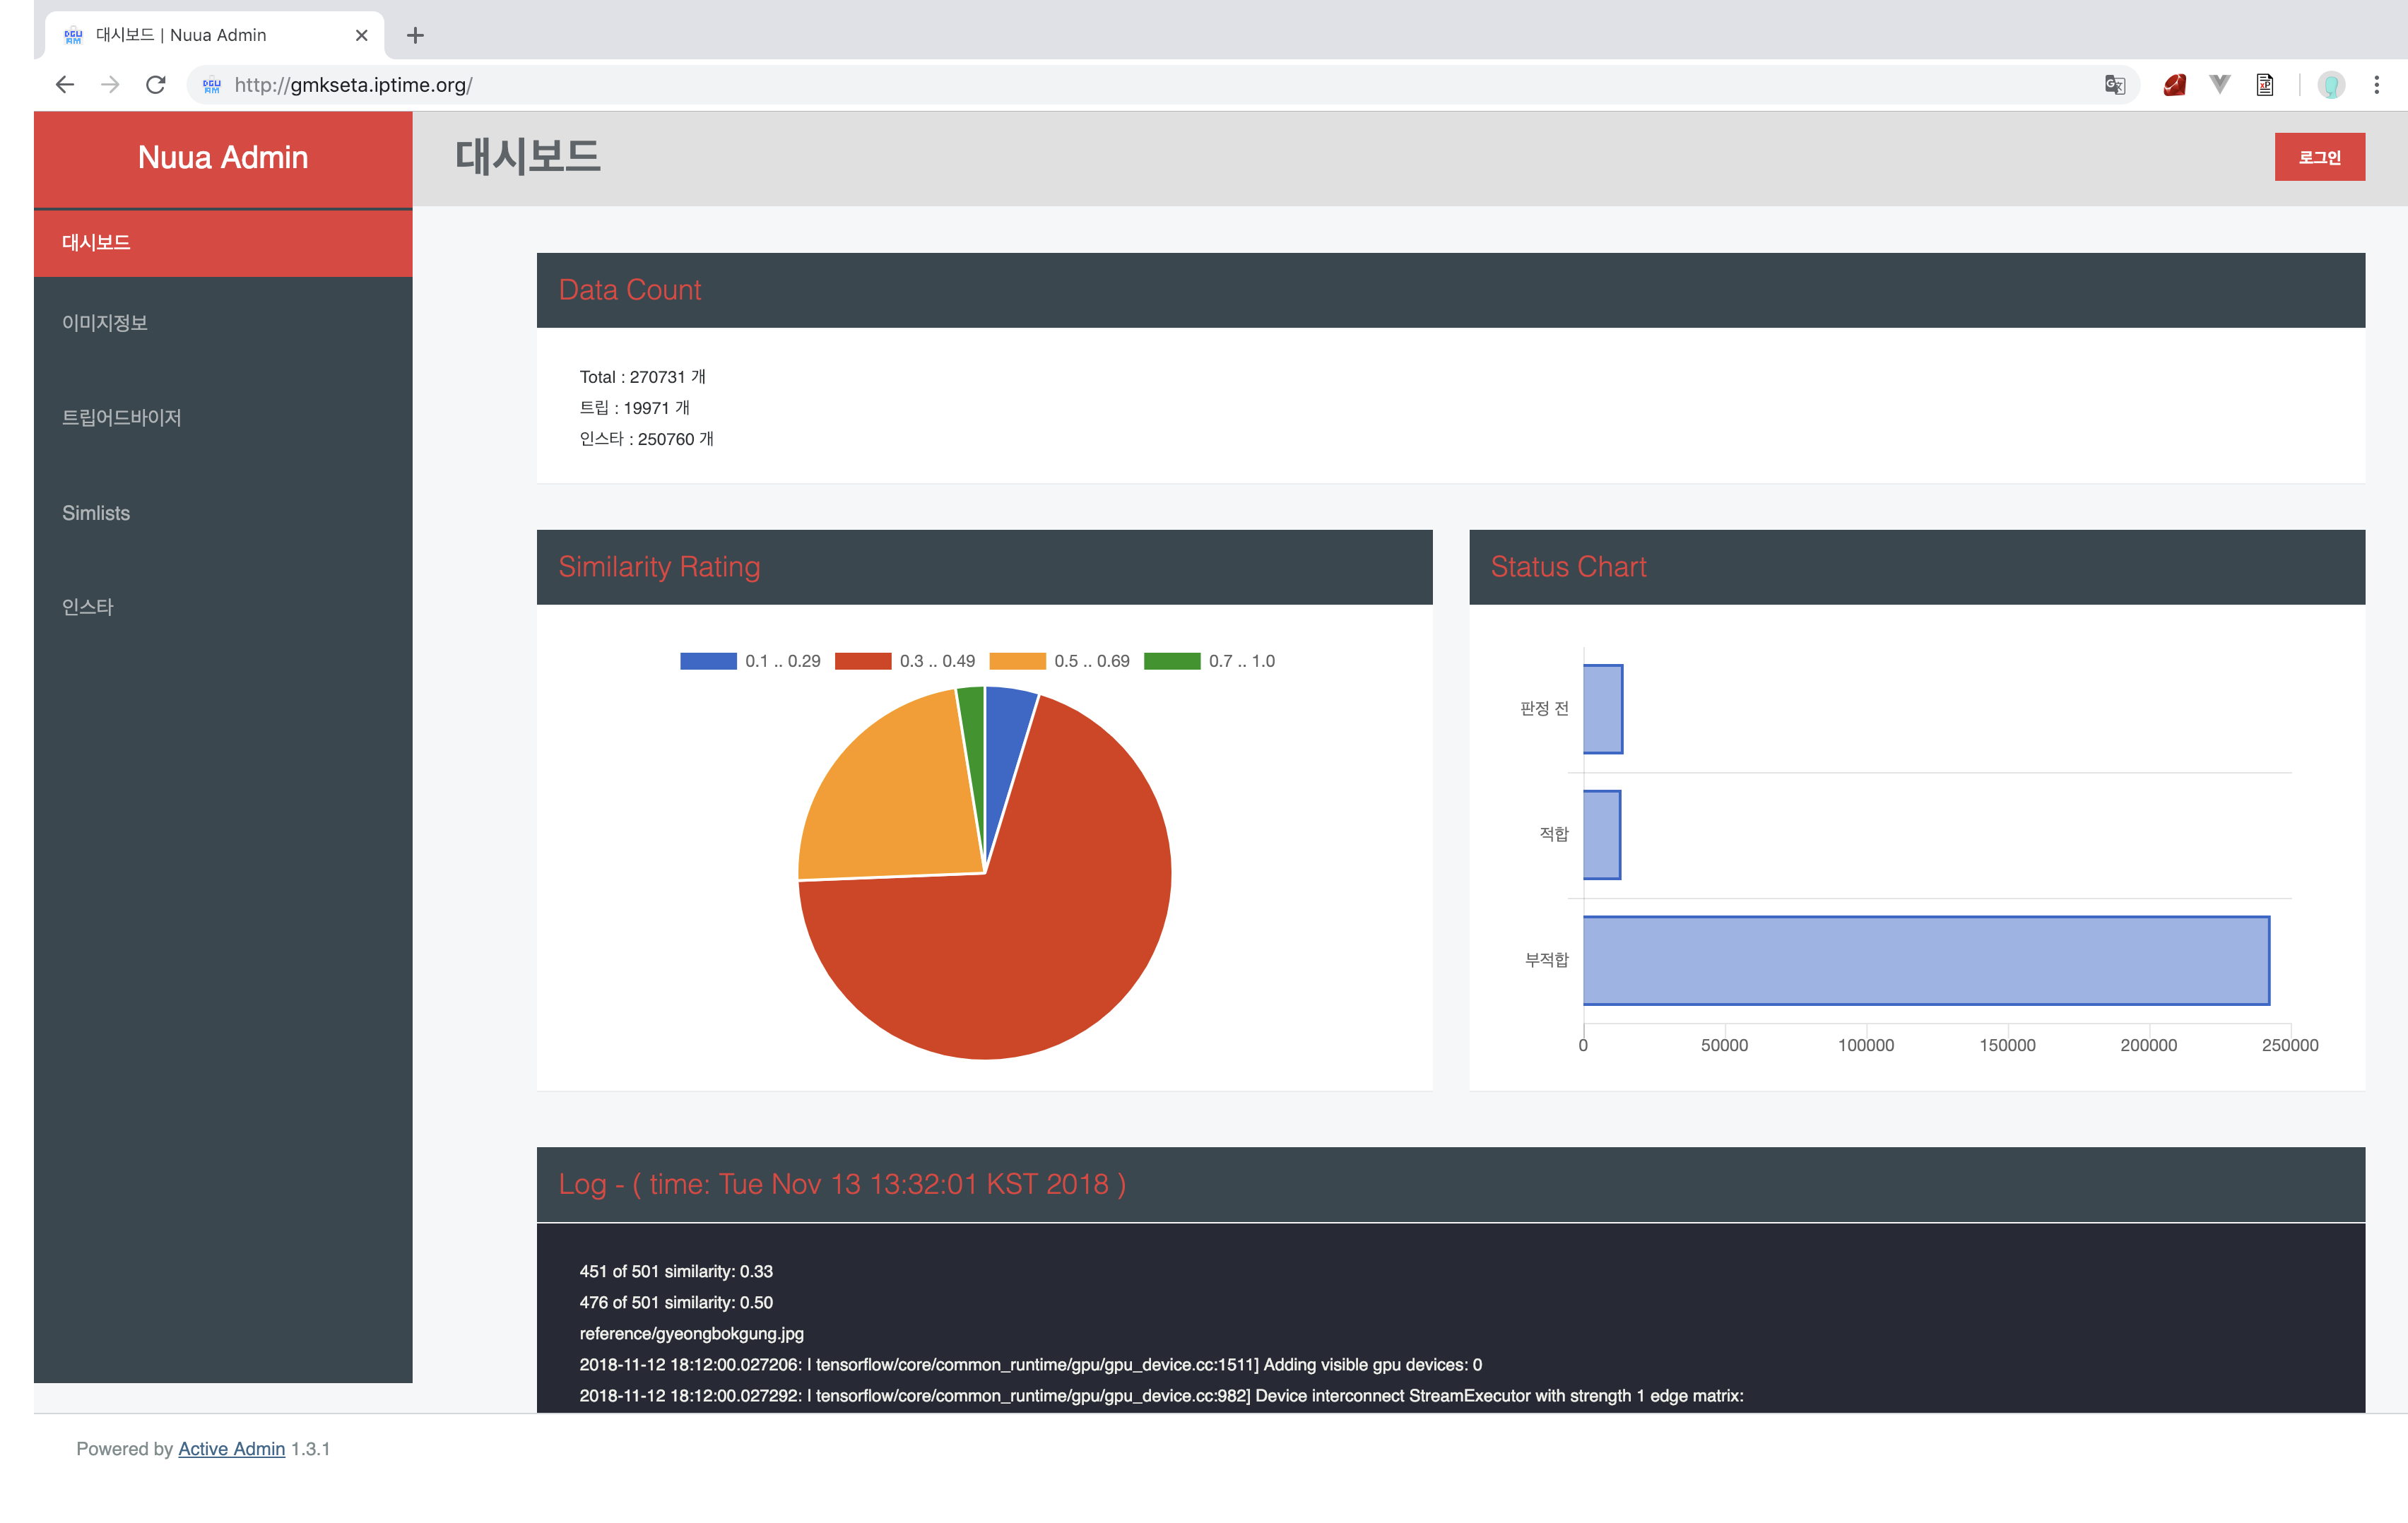 대시보드 | Nuua Admin
http://gmkseta.iptime.org/
Nuua Admin
대시보드
로그인
대시보드
이미지정보
트립어드바이저
Simlists
인스타
Data Count
Total : 270731 개
트립 : 19971 개
인스타 : 250760 개
Similarity Rating
0.1 .. 0.29 0.3 .. 0.49 0.5 .. 0.69 0.7 .. 1.0
Status Chart
판정 전
적합
부적합
0 50000 100000 150000 200000 250000
Log - ( time: Tue Nov 13 13:32:01 KST 2018 )
451 of 501 similarity: 0.33
476 of 501 similarity: 0.50
reference/gyeongbokgung.jpg
2018-11-12 18:12:00.027206: I tensorflow/core/common_runtime/gpu/gpu_device.cc:1511] Adding visible gpu devices: 0
2018-11-12 18:12:00.027292: I tensorflow/core/common_runtime/gpu/gpu_device.cc:982] Device interconnect StreamExecutor with strength 1 edge matrix:
Powered by Active Admin 1.3.1